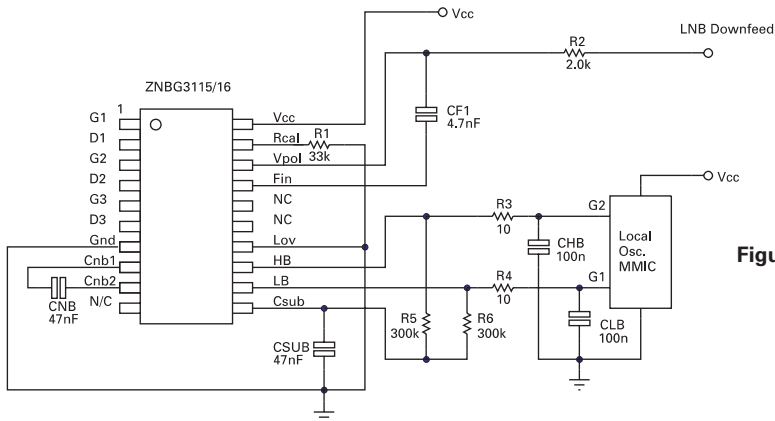 Vcc
LNB Downfeed
R2
2.0k
ZNBG3115/16
1
CF1
4.7nF
G1
Vcc
D1
Rcal
R1
33k
G2
Vpol
D2
Fin
G3
NC
D3
NC
Gnd
Lov
Cnb1
HB
Cnb2
LB
N/C
Csub
CNB
47nF
CSUB
47nF
R5
300k
R6
300k
R3
10
R4
10
CHB
100n
CLB
100n
G2
G1
Local
Osc.
MMIC
Vcc
Figu